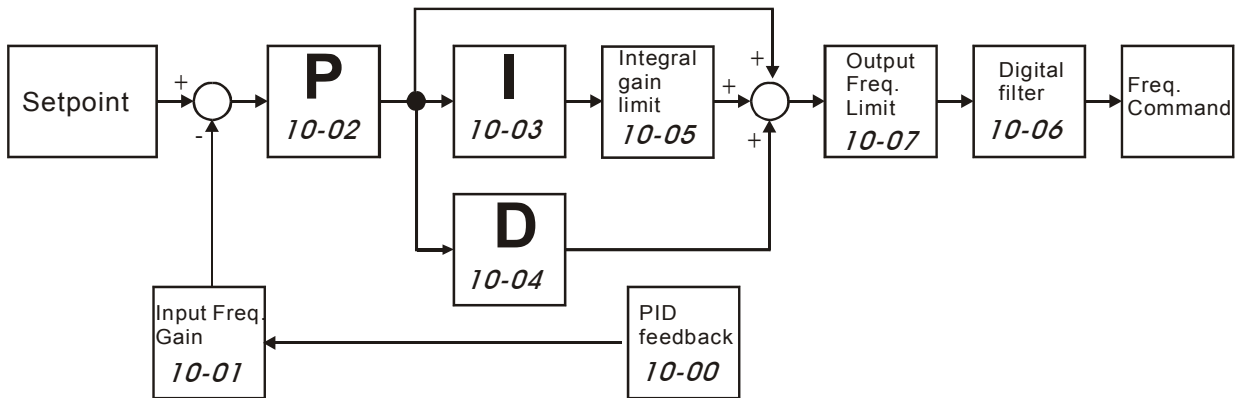 Setpoint
+
-
P
10-02
I
10-03
Integral
gain
limit
10-05
+
+
+
Output
Freq.
Limit
10-07
Digital
filter
10-06
Freq.
Command
D
10-04
Input Freq.
Gain
10-01
PID
feedback
10-00